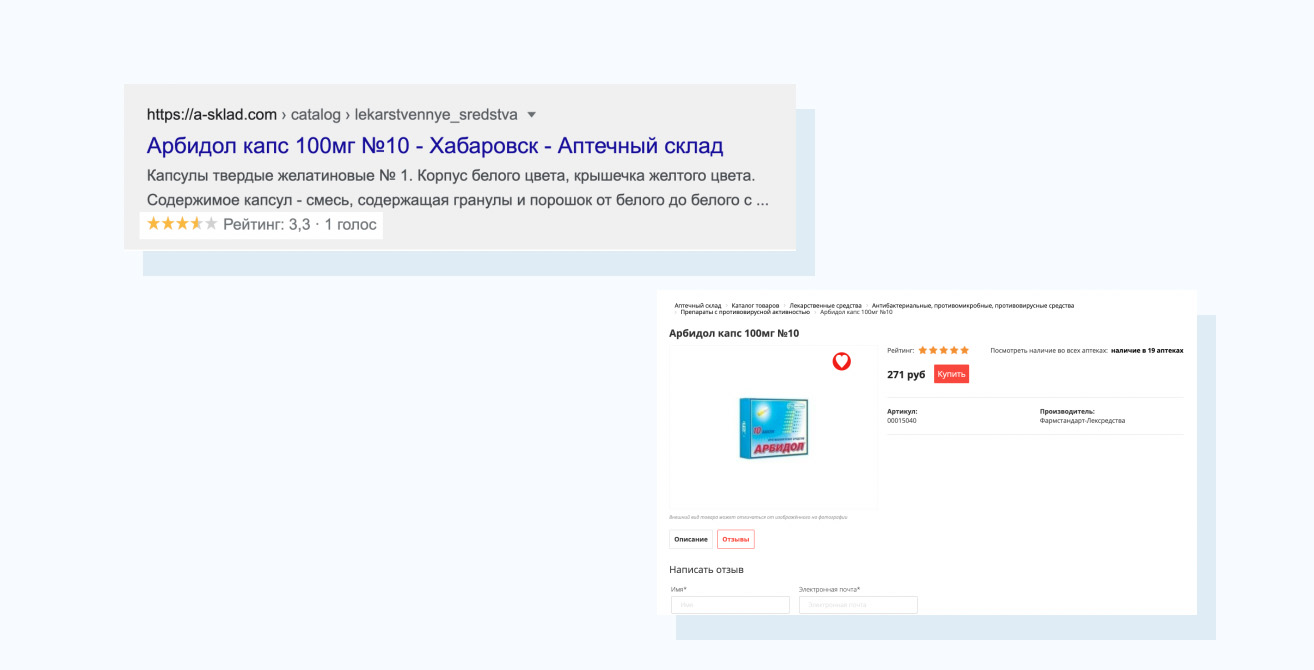 https://a-sklad.com › catalog › lekarstvennye_sredstva
Арбидол капс 100мг №10 - Хабаровск - Аптечный склад
Капсулы твердые желатиновые № 1. Корпус белого цвета, крышечка желтого цвета.
Содержимое капсул - смесь, содержащая гранулы и порошок от белого до белого с ...
Рейтинг: 3,3 · 1 голос
Аптечный склад Каталог товаров Лекарственные средства Антибактериальные, противомикробные, противовирусные средства
Препараты с противовирусной активностью Арбидол капс 100мг №10
Арбидол капс 100мг №10
Рейтинг: Посмотреть наличие во всех аптеках: наличие в 19 аптеках
271 руб Купить
Артикул: Производитель:
00015040 Фармстандарт-Лексредства
АРБИДОЛ
Внешний вид товара может отличаться от изображённого на фотографии
Описание Отзывы
Написать отзыв
Имя* Электронная почта*
Имя Электронная почта